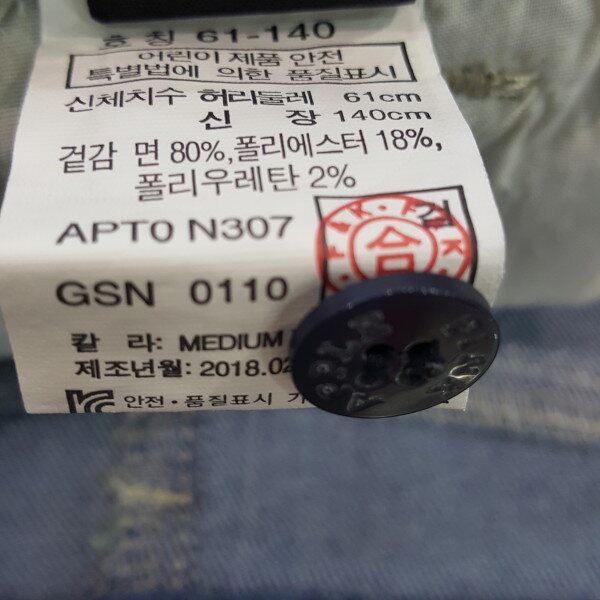 호칭 61-140
어린이 제품 안전
특별법에 의한 품질표시
신체치수 허리둘레 61cm
신 장 140cm
겉감 면 80%,폴리에스터 18%,
폴리우레탄 2%
APT0 N307
合
GSN 0110
칼 라: MEDIUM
제조년월: 2018.02
안전·품질표시